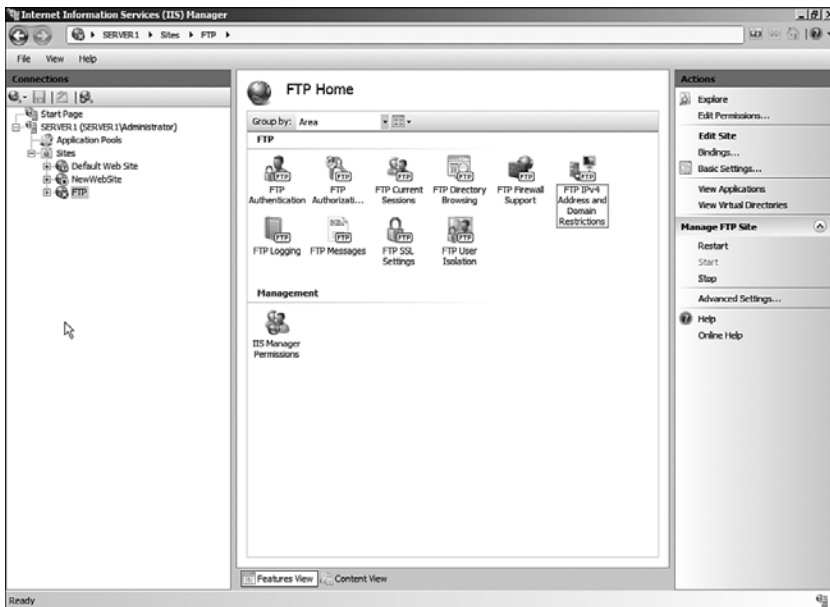 Internet Information Services (IIS) Manager
SERVER1 Sites FTP
File View Help
Connections
Start Page
SERVER1 (SERVER1\Administrator)
Application Pools
Sites
Default Web Site
NewWebSite
FTP
FTP Home
Group by: Area
FTP
FTP Authentication
FTP Authorizati...
FTP Current Sessions
FTP Directory Browsing
FTP Firewall Support
FTP IPv4 Address and Domain Restrictions
FTP Logging
FTP Messages
FTP SSL Settings
FTP User Isolation
Management
IIS Manager Permissions
Features View Content View
Actions
Explore
Edit Permissions...
Edit Site
Bindings...
Basic Settings...
View Applications
View Virtual Directories
Manage FTP Site
Restart
Start
Stop
Advanced Settings...
Help
Online Help
Ready